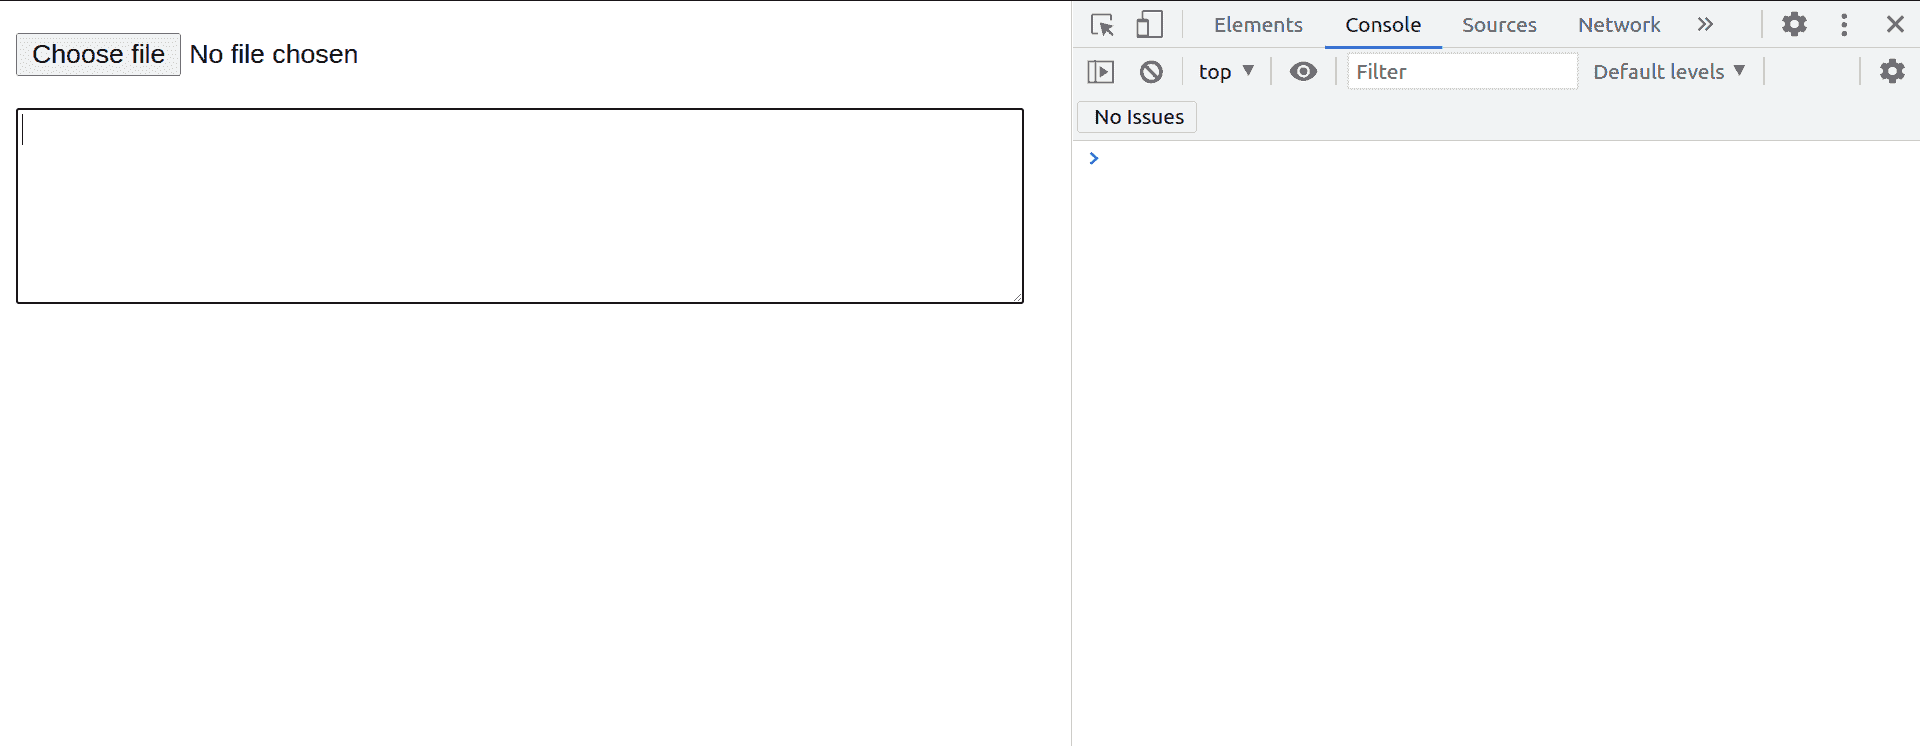 Choose file No file chosen
Elements Console Sources Network
top Filter Default levels
No Issues